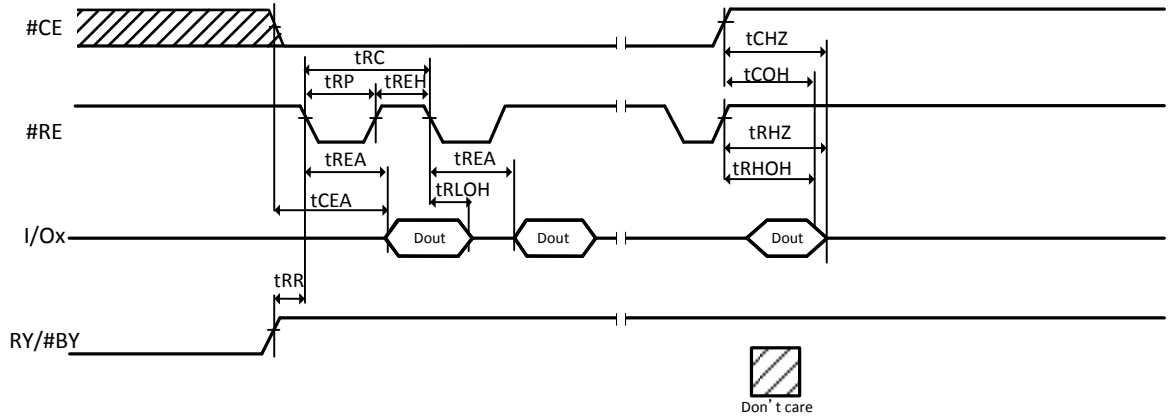 #CE
tCHZ
tRC
tCOH
tRP
tREH
#RE
tRHZ
tREA
tREA
tRHOH
tRLOH
tCEA
I/Ox
Dout
Dout
Dout
tRR
RY/#BY
Don't care